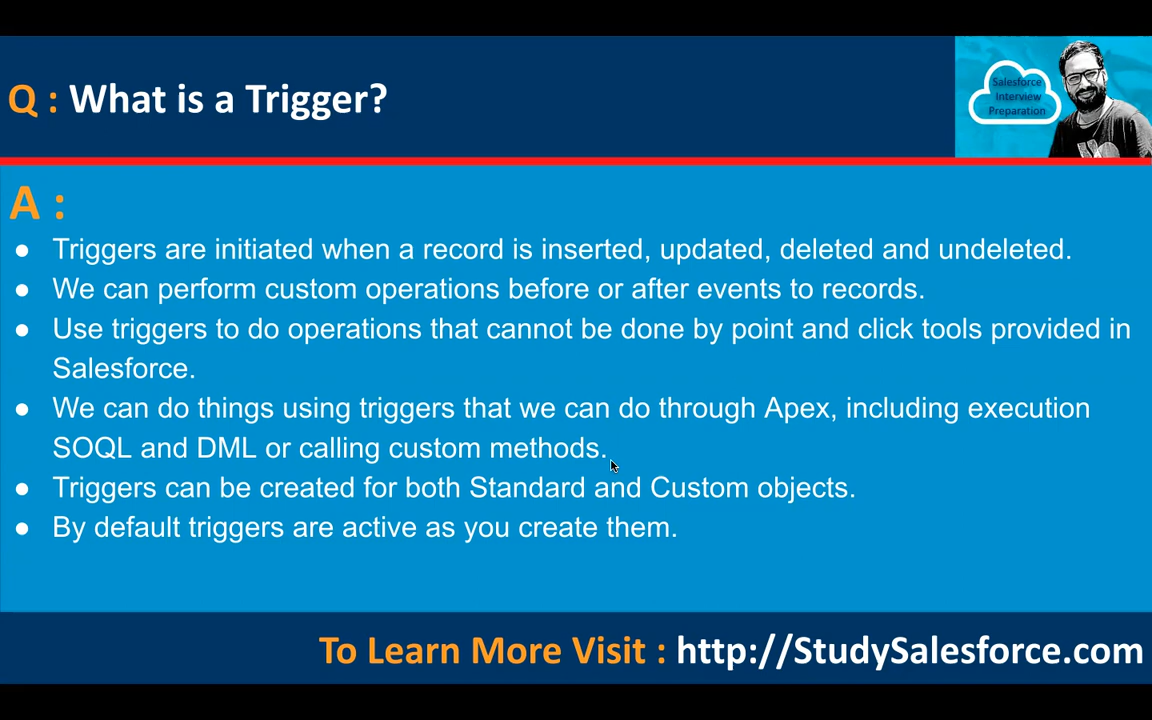 Q : What is a Trigger?
Salesforce
Interview
Preparation
A :
● Triggers are initiated when a record is inserted, updated, deleted and undeleted.
● We can perform custom operations before or after events to records.
● Use triggers to do operations that cannot be done by point and click tools provided in
Salesforce.
● We can do things using triggers that we can do through Apex, including execution
SOQL and DML or calling custom methods.
● Triggers can be created for both Standard and Custom objects.
● By default triggers are active as you create them.
To Learn More Visit : http://StudySalesforce.com